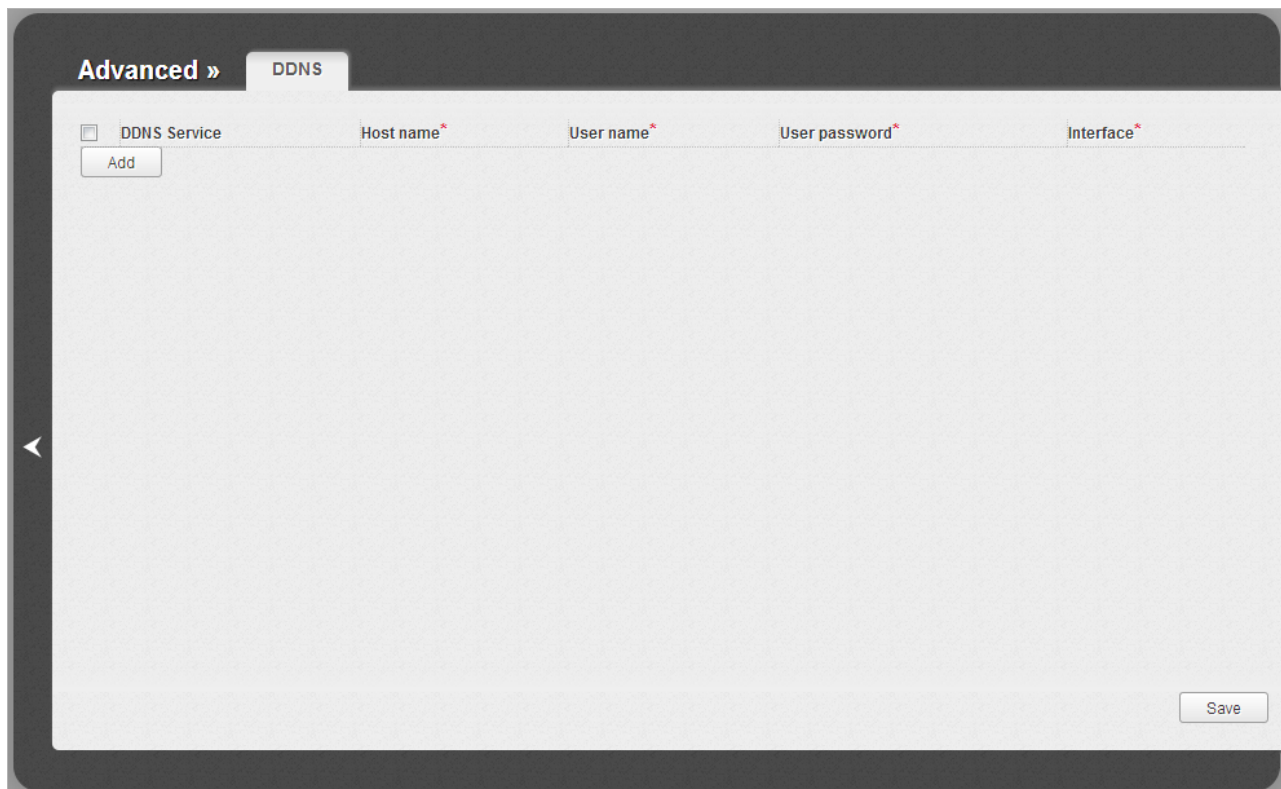 Advanced » DDNS
DDNS Service Host name* User name* User password* Interface*
Add
Save